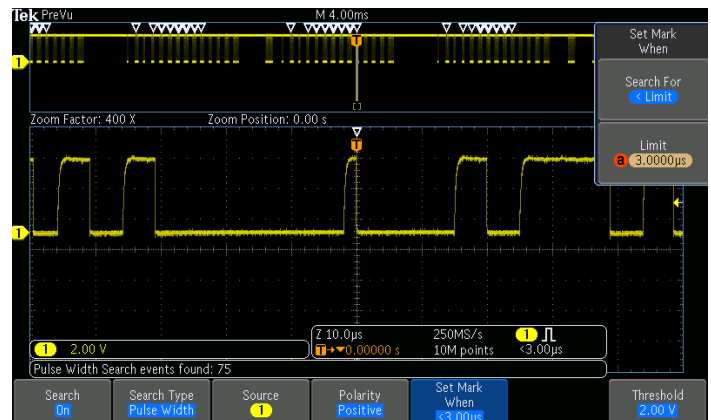 Tek PreVu M 4.00ms
Set Mark
When
Search For
< Limit
Limit
a 3.0000µs
1
T
Zoom Factor: 400 X Zoom Position: 0.00 s
T
1
1 2.00 V
Z 10.0µs 250MS/s 1
T→▼0.00000 s 10M points <3.00µs
Pulse Width Search events found: 75
Search
On
Search Type
Pulse Width
Source
1
Polarity
Positive
Set Mark
When
<3.00µs
Threshold
2.00 V